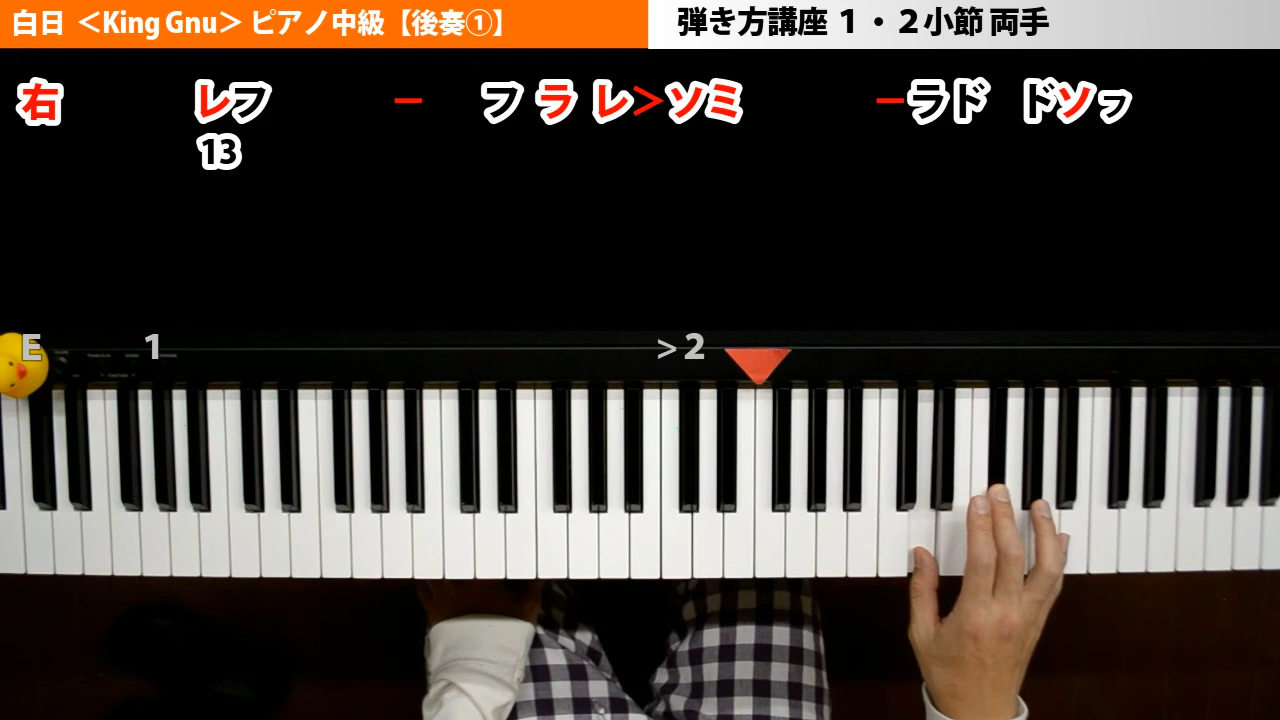 白日 ＜King Gnu＞ ピアノ中級【後奏①】
弾き方講座 １・２小節 両手
右 レフ ー フ ラ レ＞ソミ ーラド ドソフ
13
E 1 ＞2